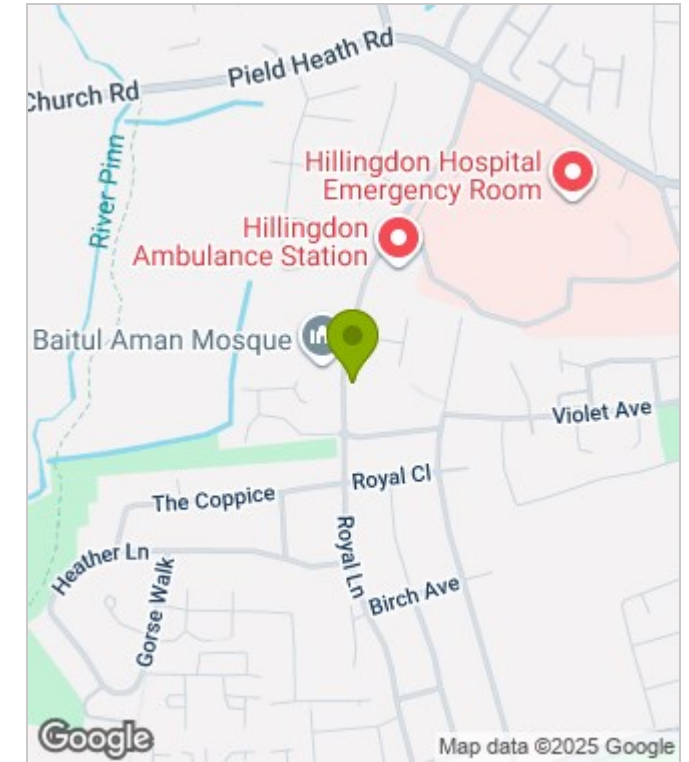 Pield Heath Rd
Church Rd
River Pinn
Hillingdon Hospital
Emergency Room
Hillingdon
Ambulance Station
Baitul Aman Mosque
Violet Ave
Royal Cl
The Coppice
Royal Ln
Heather Ln
Gorse Walk
Birch Ave
Google
Map data ©2025 Google